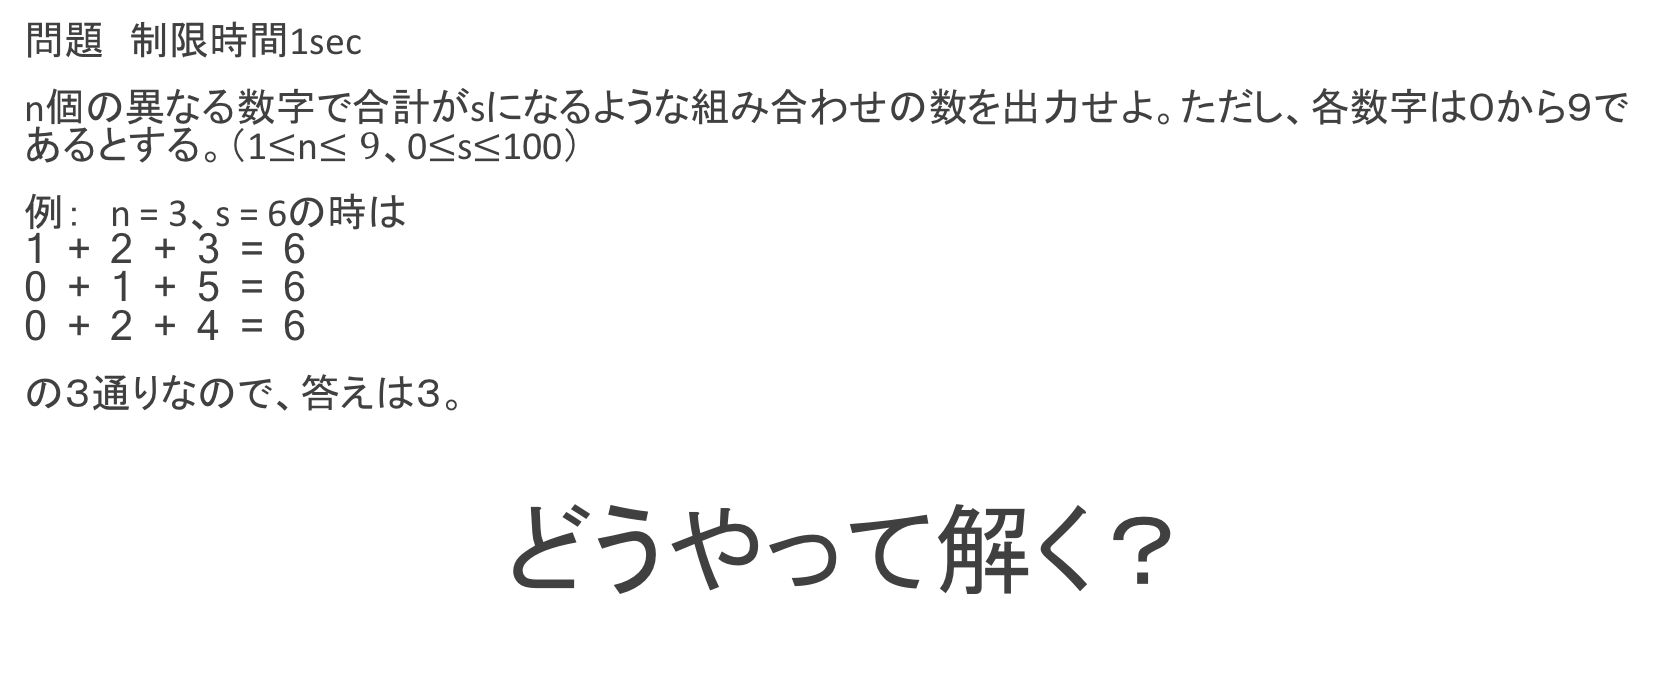 問題　制限時間1sec
n個の異なる数字で合計がsになるような組み合わせの数を出力せよ。ただし、各数字は０から９で
あるとする。（1≤n≤ 9、0≤s≤100）
例：　n = 3、s = 6の時は
１ + ２ + ３ = ６
０ + １ + ５ = ６
０ + ２ + ４ = ６
の３通りなので、答えは３。
どうやって解く？